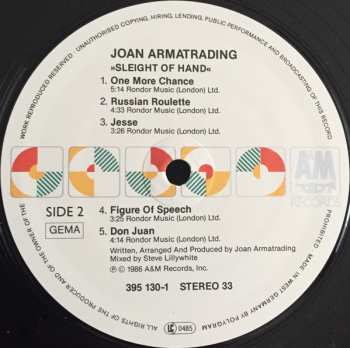 UNAUTHORISED COPYING, HIRING, LENDING, PUBLIC PERFORMANCE AND BROADCASTING OF THIS RECORD PROHIBITED. MADE IN WEST GERMANY BY POLYGRAM
ALL RIGHTS OF THE PRODUCER AND OF THE OWNER OF THE WORK REPRODUCED RESERVED
JOAN ARMATRADING
»SLEIGHT OF HAND«
1. One More Chance
5:14 Rondor Music (London) Ltd.
2. Russian Roulette
4:33 Rondor Music (London) Ltd.
3. Jesse
3:26 Rondor Music (London) Ltd.
AM
RECORDS
SIDE 2
GEMA
4. Figure Of Speech
3:25 Rondor Music (London) Ltd.
5. Don Juan
4:14 Rondor Music (London) Ltd.
Written, Arranged And Produced by Joan Armatrading
Mixed by Steve Lillywhite
℗ © 1986 A&M Records, Inc.
395 130-1 STEREO 33
LC 0485